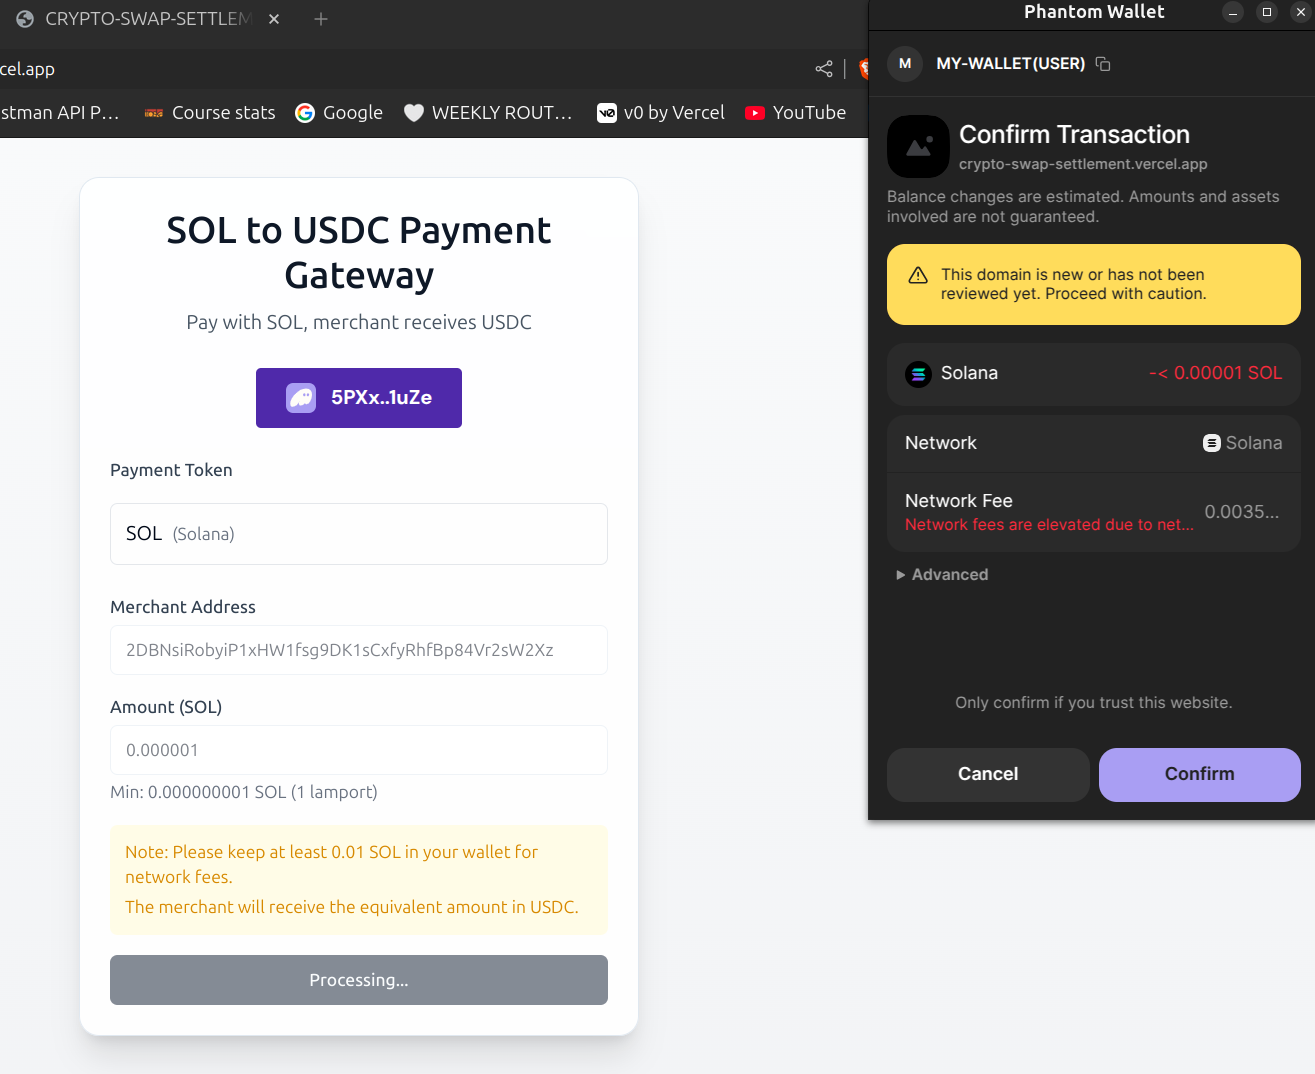 CRYPTO-SWAP-SETTLEM
cel.app
stman API P...
Course stats
Google
WEEKLY ROUT...
v0
v0 by Vercel
YouTube
SOL to USDC Payment
Gateway
Pay with SOL, merchant receives USDC
5PXx..1uZe
Payment Token
SOL (Solana)
Merchant Address
2DBNsiRobyiP1xHW1fsg9DK1sCxfyRhfBp84Vr2sW2Xz
Amount (SOL)
0.000001
Min: 0.000000001 SOL (1 lamport)
Note: Please keep at least 0.01 SOL in your wallet for
network fees.
The merchant will receive the equivalent amount in USDC.
Processing...
Phantom Wallet
M
MY-WALLET(USER)
Confirm Transaction
crypto-swap-settlement.vercel.app
Balance changes are estimated. Amounts and assets
involved are not guaranteed.
This domain is new or has not been
reviewed yet. Proceed with caution.
Solana -< 0.00001 SOL
Network Solana
Network Fee 0.0035...
Network fees are elevated due to net...
Advanced
Only confirm if you trust this website.
Cancel Confirm